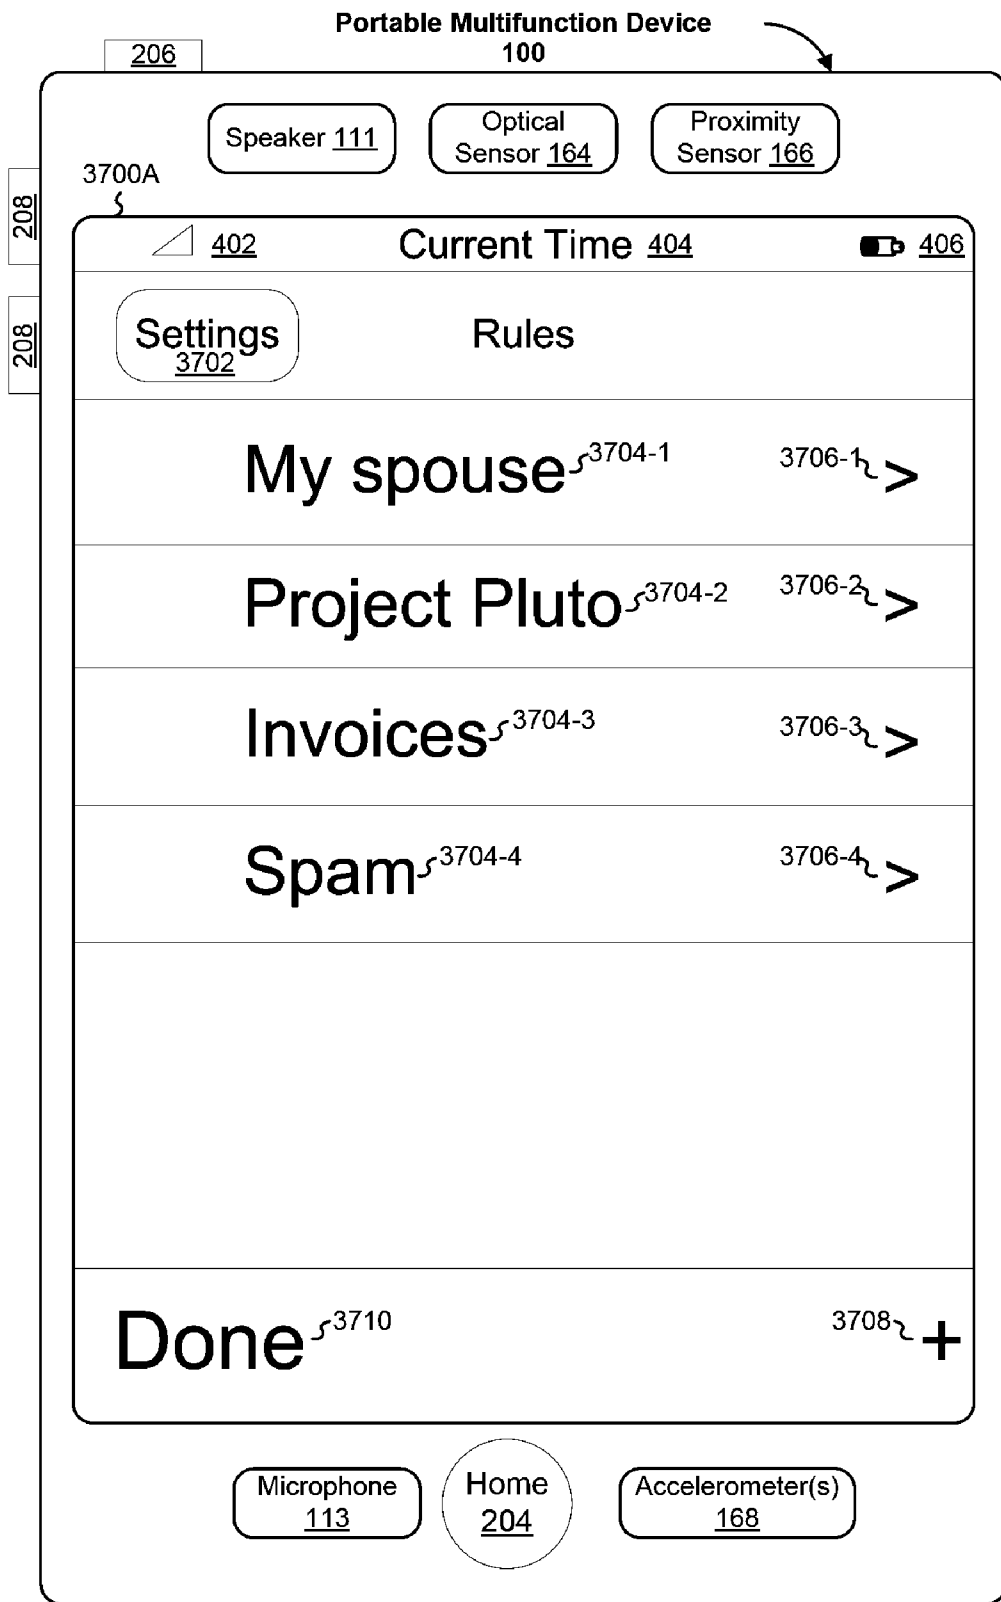 Portable Multifunction Device
100
206
Speaker 111
Optical
Sensor 164
Proximity
Sensor 166
3700A
208
208
402
Current Time 404
406
Settings
3702
Rules
My spouse 3704-1
3706-1 >
Project Pluto 3704-2
3706-2 >
Invoices 3704-3
3706-3 >
Spam 3704-4
3706-4 >
Done 3710
3708 +
Microphone
113
Home
204
Accelerometer(s)
168